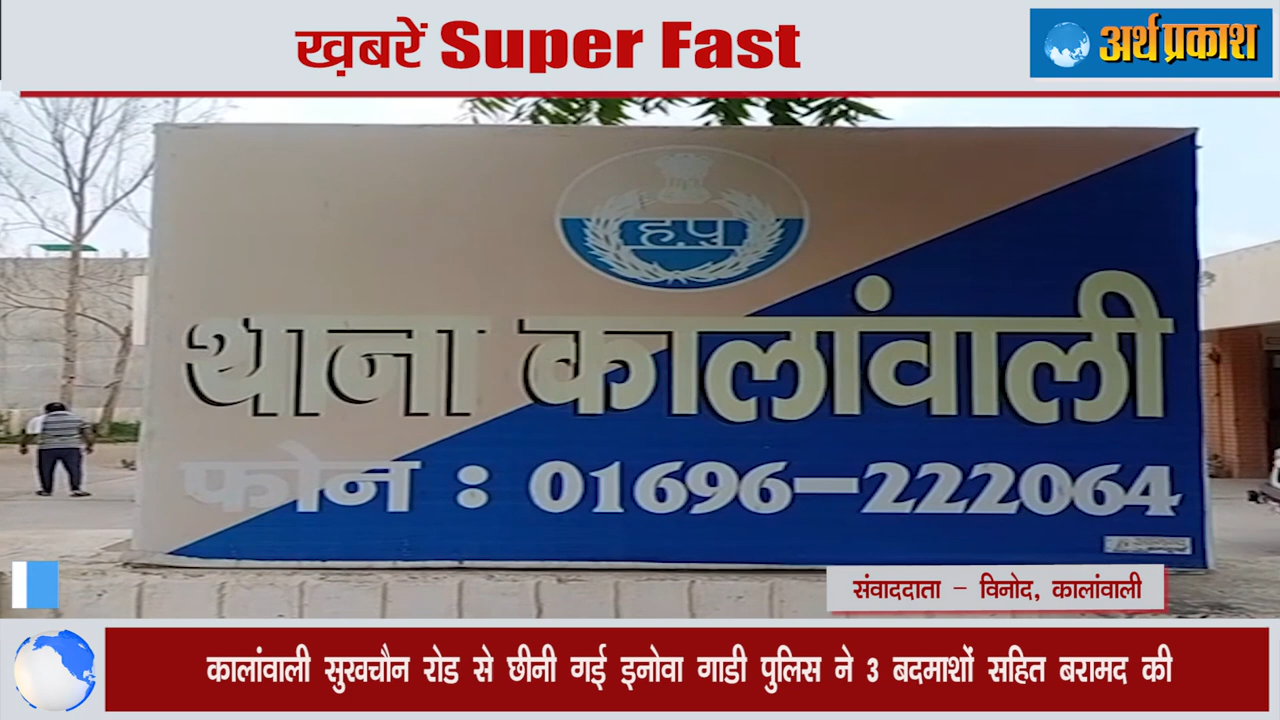 ख़बरें Super Fast
अर्थ प्रकाश
ह.पु
थाना कालांवाली
फोन : 01696-222064
संवाददाता - विनोद, कालांवाली
कालांवाली सुखचौन रोड से छीनी गई इनोवा गाडी पुलिस ने 3 बदमाशों सहित बरामद की